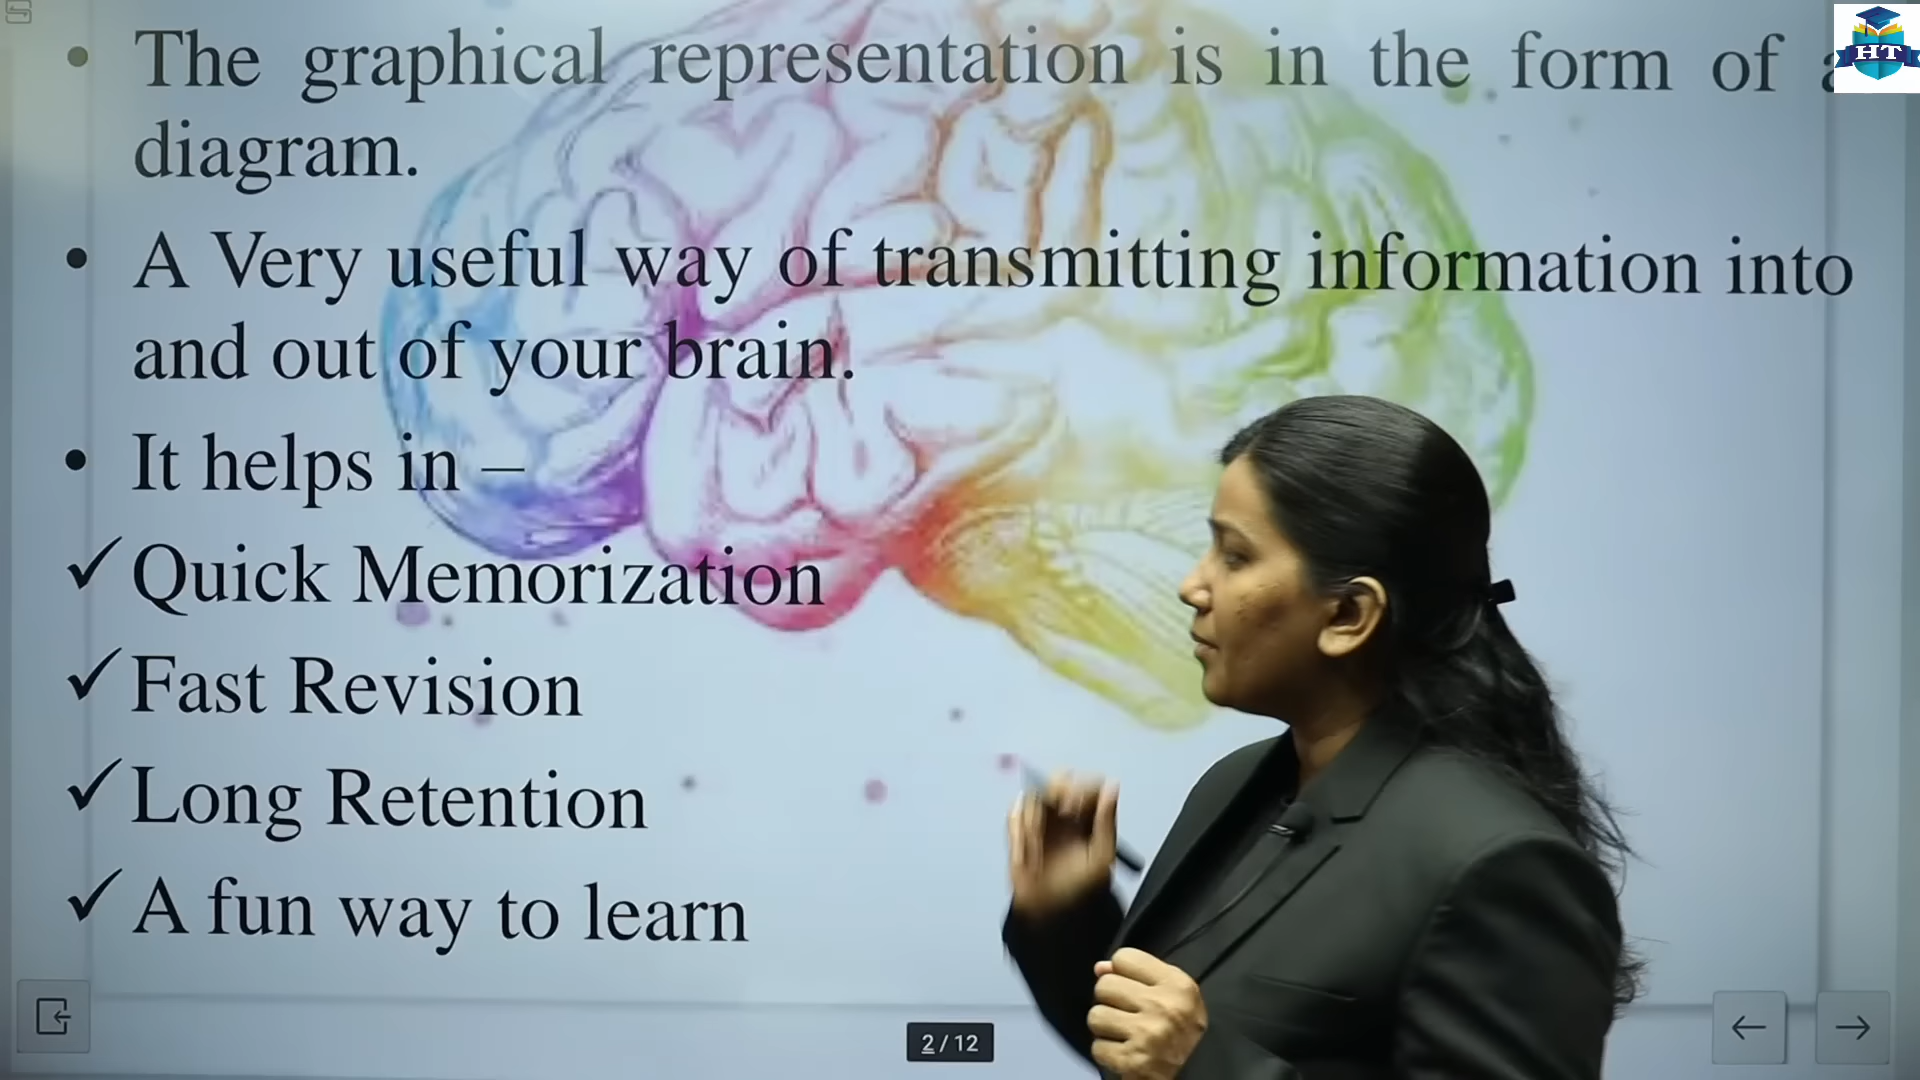 • The graphical representation is in the form of a
diagram.
• A Very useful way of transmitting information into
and out of your brain.
• It helps in –
✓ Quick Memorization
✓ Fast Revision
✓ Long Retention
✓ A fun way to learn
2 / 12
HT